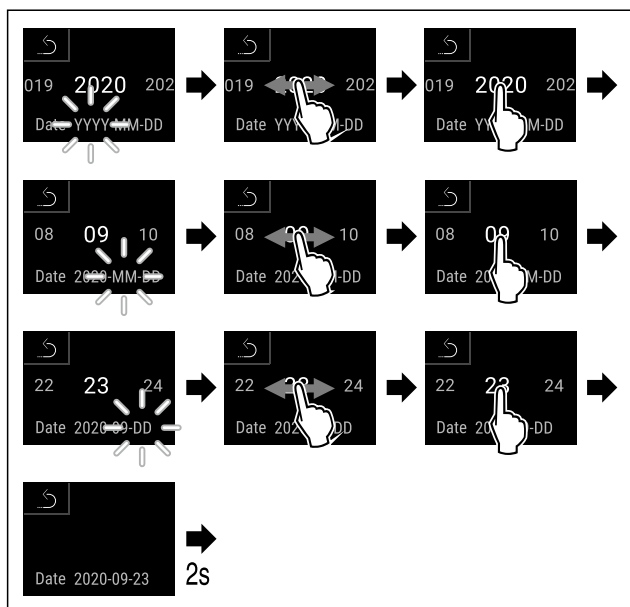 019 2020 202
Date YYYY-MM-DD
019 202
Date YYY M-DD
019 2020 202
Date YY M-DD
08 09 10
Date 2020-MM-DD
08 10
Date 202 -DD
08 09 10
Date 20 M-DD
22 23 24
Date 2020-09-DD
22 24
Date 202 DD
22 23 24
Date 20 -DD
Date 2020-09-23
2s